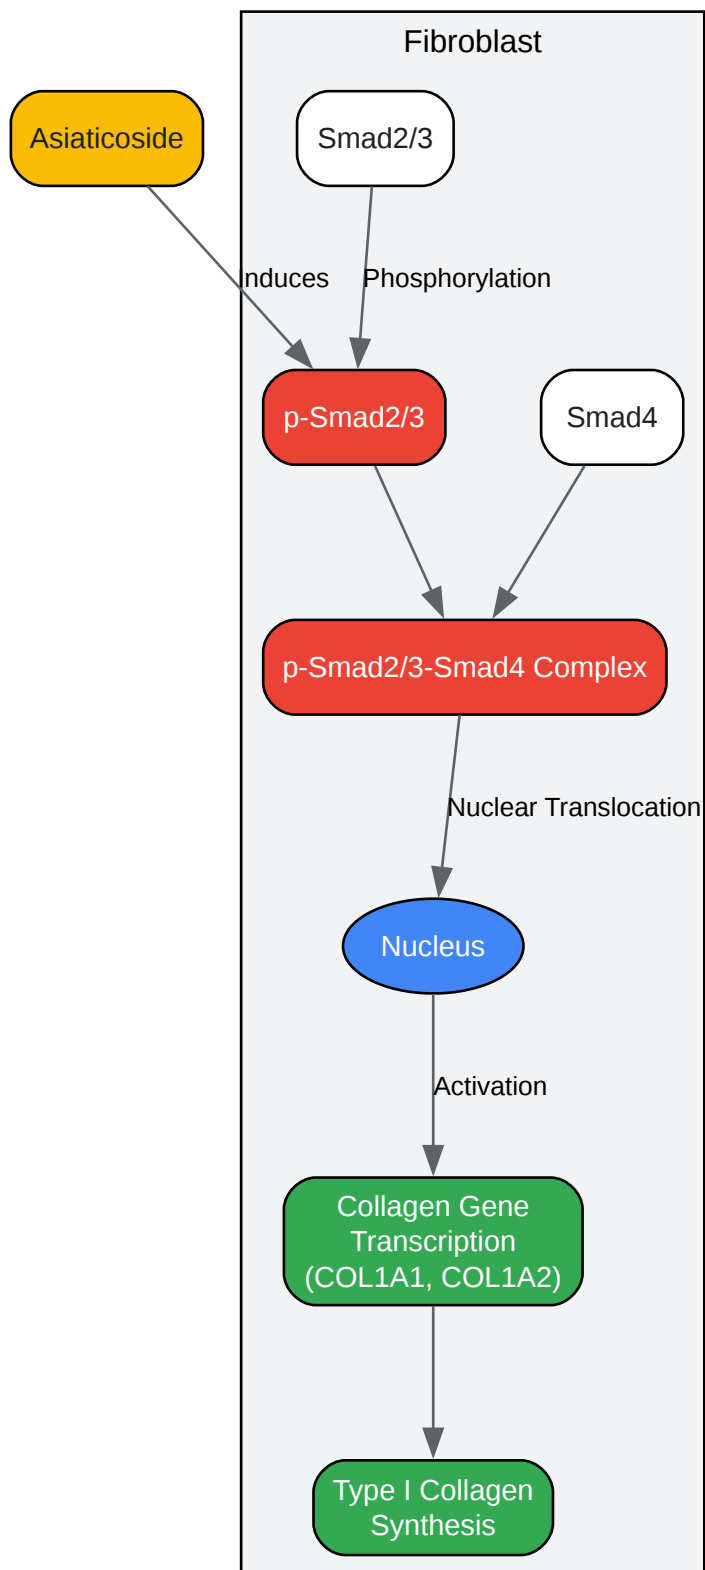 Fibroblast
Asiaticoside
Smad2/3
Induces
Phosphorylation
p-Smad2/3
Smad4
p-Smad2/3-Smad4 Complex
Nuclear Translocation
Nucleus
Activation
Collagen Gene
Transcription
(COL1A1, COL1A2)
Type I Collagen
Synthesis